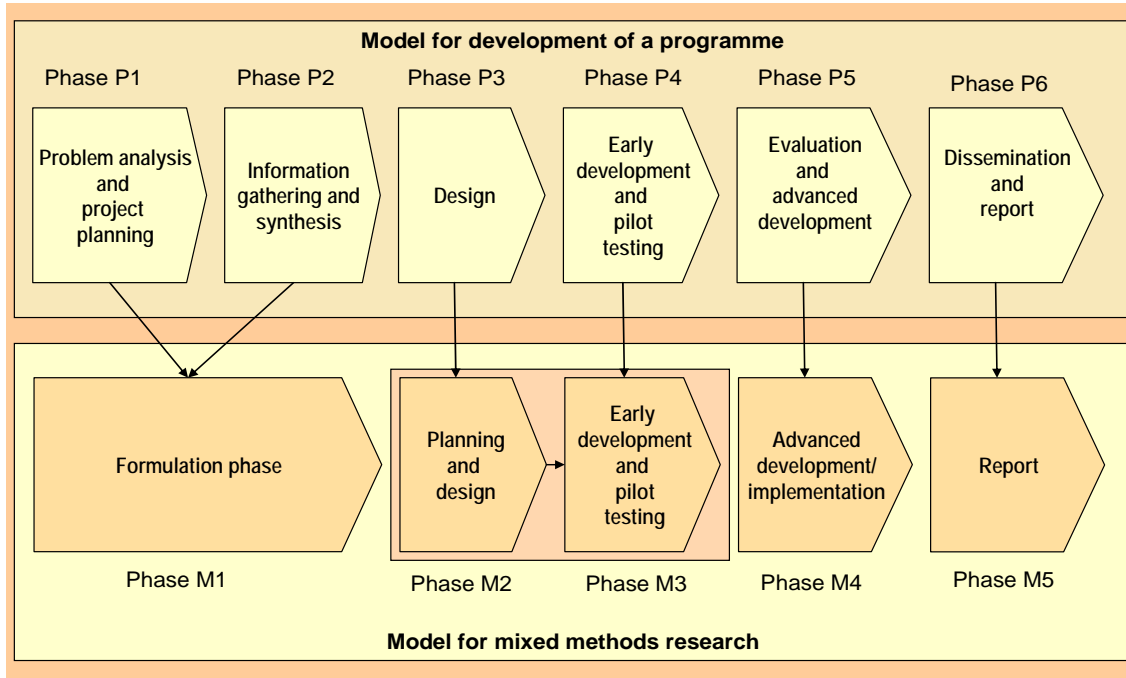 Model for development of a programme
Phase P1
Phase P2
Phase P3
Phase P4
Phase P5
Phase P6
Problem analysis
and
project
planning
Information
gathering and
synthesis
Design
Early
development
and
pilot
testing
Evaluation
and
advanced
development
Dissemination
and
report
Formulation phase
Planning
and
design
Early
development
and
pilot
testing
Advanced
development/
implementation
Report
Phase M1
Phase M2
Phase M3
Phase M4
Phase M5
Model for mixed methods research